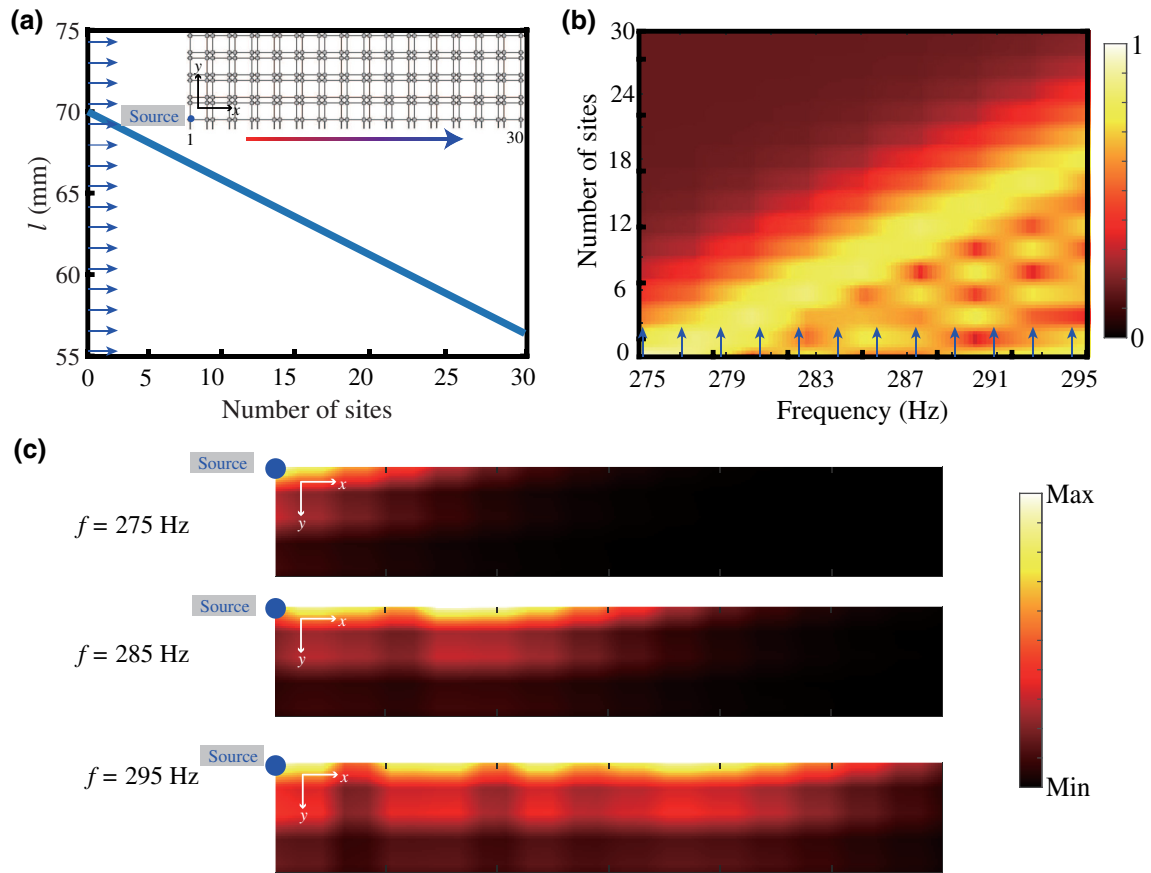 (a)
75
70
65
60
55
l (mm)
0 5 10 15 20 25 30
Number of sites
Source
y
x
1
30
(b)
30
24
18
12
6
0
Number of sites
275 279 283 287 291 295
Frequency (Hz)
1
0
(c)
Source
x
y
f = 275 Hz
Source
x
y
f = 285 Hz
Source
x
y
f = 295 Hz
Max
Min